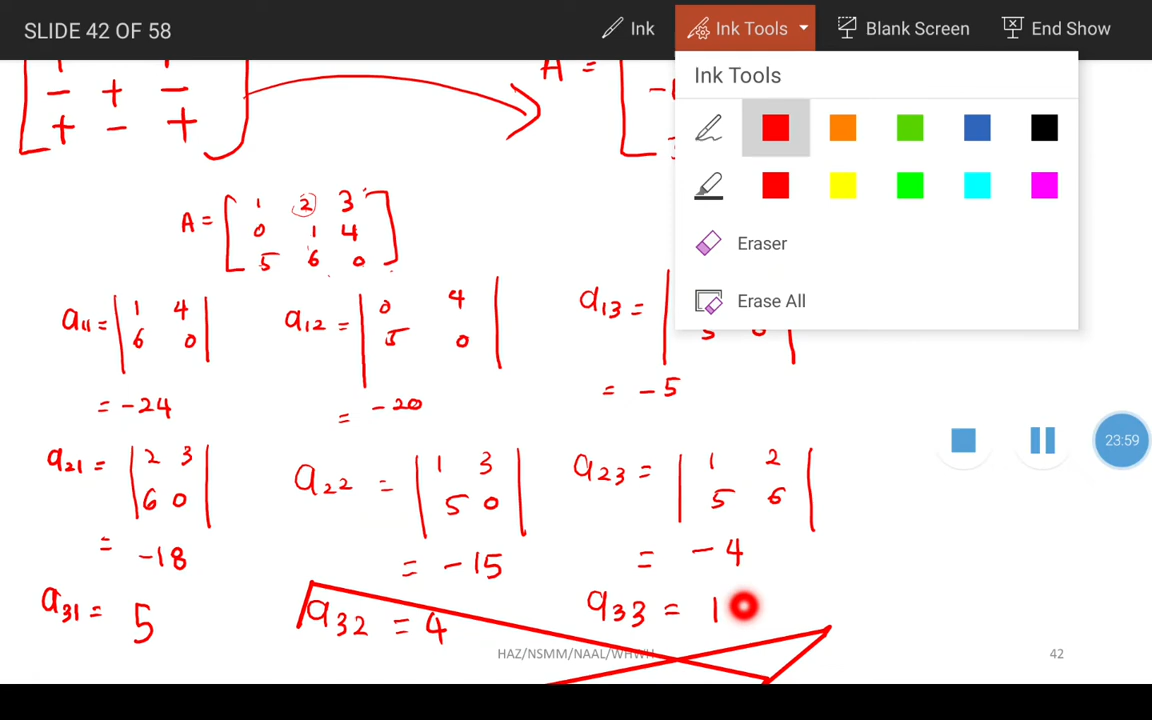 SLIDE 42 OF 58 Ink Ink Tools Blank Screen End Show
Ink Tools
− + −
+ − +
A =
Eraser
Erase All
A = [ 1 2 3
0 1 4
5 6 0 ]
a11 = | 1 4
6 0 |
= -24
a12 = | 0 4
5 0 |
= -20
a13 =
= -5
a21 = | 2 3
6 0 |
= -18
a22 = | 1 3
5 0 |
= -15
a23 = | 1 2
5 6 |
= -4
a31 = 5
a32 = 4
a33 = 1
HAZ/NSMM/NAAL/WHWH
42
23:59